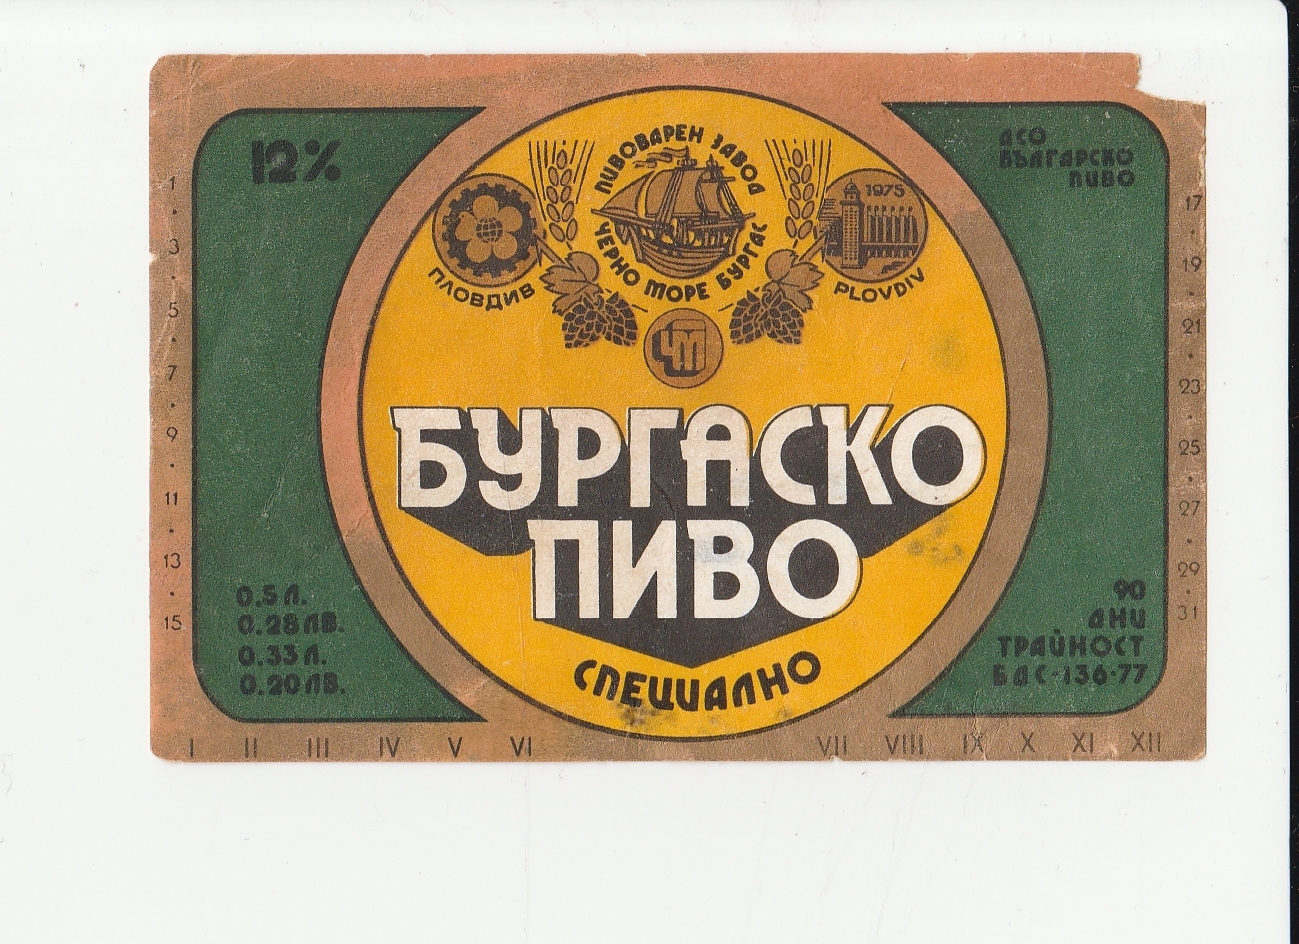 12%
ДСО
БЪЛГАРСКО
ПИВО
ПИВОВАРЕН ЗАВОД
ЧЕРНО МОРЕ БУРГАС
1975
ПЛОВДИВ
PLOVDIV
ЧМ
БУРГАСКО
ПИВО
СПЕЦИАЛНО
0.5 Л.
0.28 ЛВ.
0.33 Л.
0.20 ЛВ.
90
ДНИ
ТРАЙНОСТ
БДС-136-77
1
3
5
7
9
11
13
15
17
19
21
23
25
27
29
31
I II III IV V VI VII VIII IX X XI XII